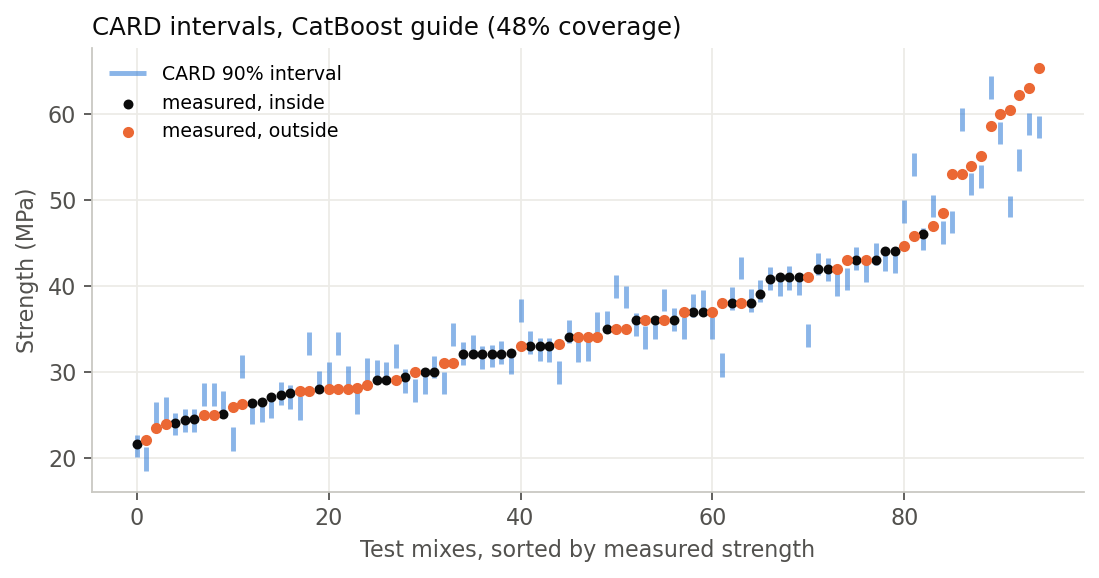 CARD intervals, CatBoost guide (48% coverage)
CARD 90% interval
measured, inside
measured, outside
Strength (MPa)
60
50
40
30
20
0 20 40 60 80
Test mixes, sorted by measured strength